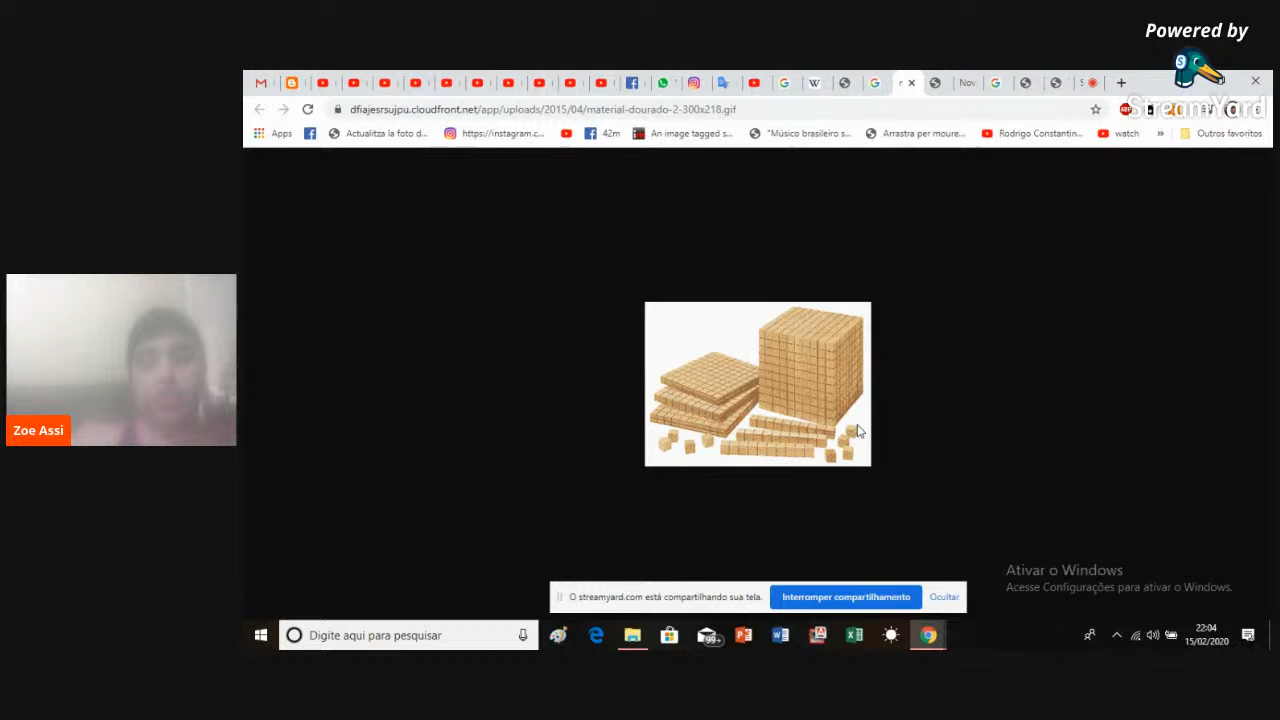 Powered by
StreamYard
dfiajesrsujpu.cloudfront.net/app/uploads/2015/04/material-dourado-2-300x218.gif
Apps
Actualitza la foto d...
https://instagram.c...
42m
An image tagged s...
"Músico brasileiro s...
Arrastra per moure...
Rodrigo Constantin...
watch
»
Outros favoritos
Nov
ABP
Zoe Assi
Ativar o Windows
Acesse Configurações para ativar o Windows.
O streamyard.com está compartilhando sua tela.
Interromper compartilhamento
Ocultar
Digite aqui para pesquisar
99+
22:04
15/02/2020